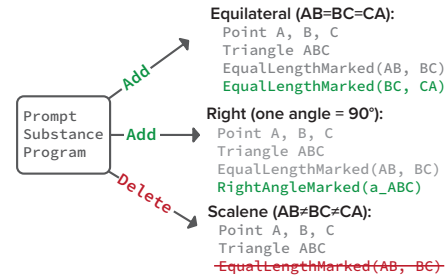 Equilateral (AB=BC=CA):
Point A, B, C
Triangle ABC
EqualLengthMarked(AB, BC)
EqualLengthMarked(BC, CA)
Add
Prompt
Substance
Program
Add
Right (one angle = 90°):
Point A, B, C
Triangle ABC
EqualLengthMarked(AB, BC)
RightAngleMarked(a_ABC)
Delete
Scalene (AB≠BC≠CA):
Point A, B, C
Triangle ABC
EqualLengthMarked(AB, BC)